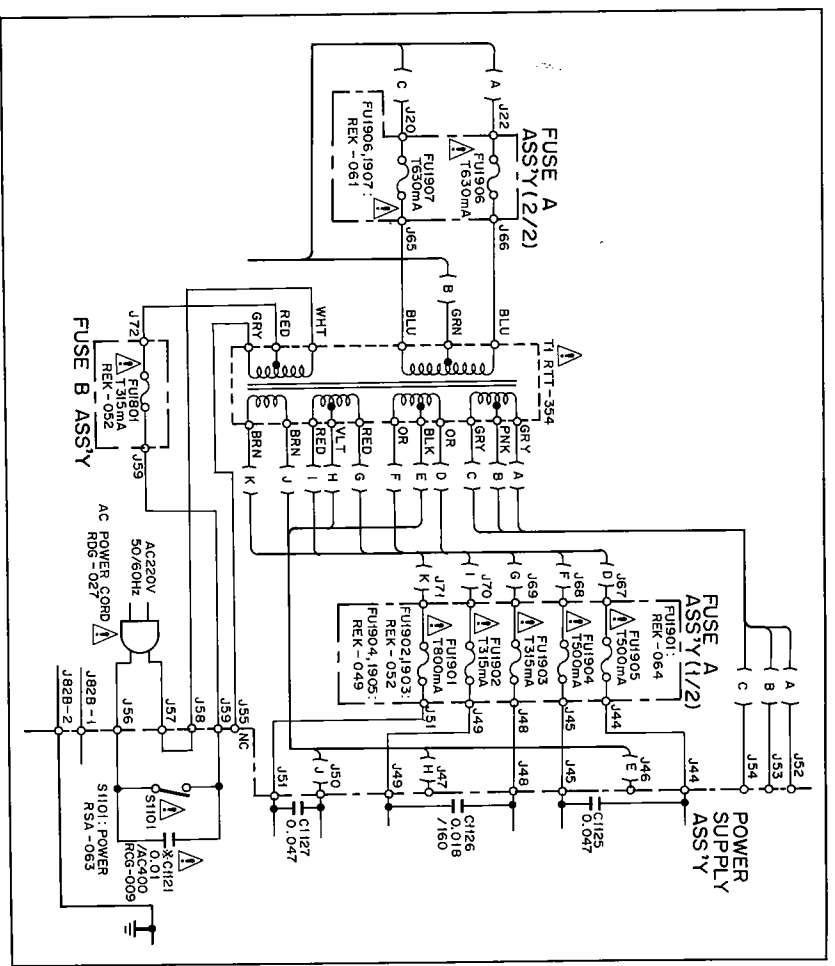 FUSE A
ASS'Y (2/2)
A
J22
FU1906
T630mA
J66
C
J20
FU1907
T630mA
J65
FU1906,1907:
REK-061
B
GRN
BLU
BLU
WHT
RED
GRY
T1 RTT-354
GRY
PNK
GRY
OR
BLK
OR
RED
VLT
RED
BRN
BRN
A
B
C
D
E
F
G
H
I
J
K
J72
FU1801
T315mA
REK-052
J59
FUSE B ASS'Y
FUSE A
ASS'Y (1/2)
FU1901:
REK-064
D
J67
FU1905
T500mA
J44
F
J68
FU1904
T500mA
J45
G
J69
FU1903
T315mA
J48
I
J70
FU1902
T315mA
J49
K
J71
FU1901
T800mA
J51
FU1902,1903:
REK-052
FU1904,1905:
REK-049
A
J52
B
J53
C
J54
POWER
SUPPLY
ASS'Y
J44
E
J46
J45
J48
H
J47
J49
J
J50
J51
C1125
0.047
C1126
0.018
/160
C1127
0.047
AC220V
50/60Hz
AC POWER CORD
RDG-027
J55
NC
J59
J58
J57
J56
J82B-1
J82B-2
S1101
※C1121
0.01
/AC400
RCG-009
S1101: POWER
RSA-063